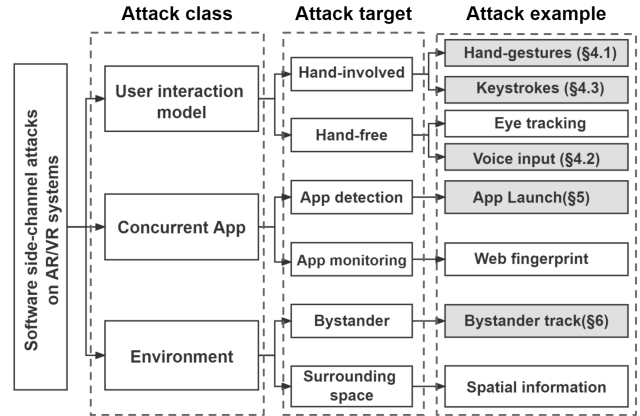 Attack class
Attack target
Attack example
Software side-channel attacks
on AR/VR systems
User interaction
model
Concurrent App
Environment
Hand-involved
Hand-free
App detection
App monitoring
Bystander
Surrounding
space
Hand-gestures (§4.1)
Keystrokes (§4.3)
Eye tracking
Voice input (§4.2)
App Launch(§5)
Web fingerprint
Bystander track(§6)
Spatial information